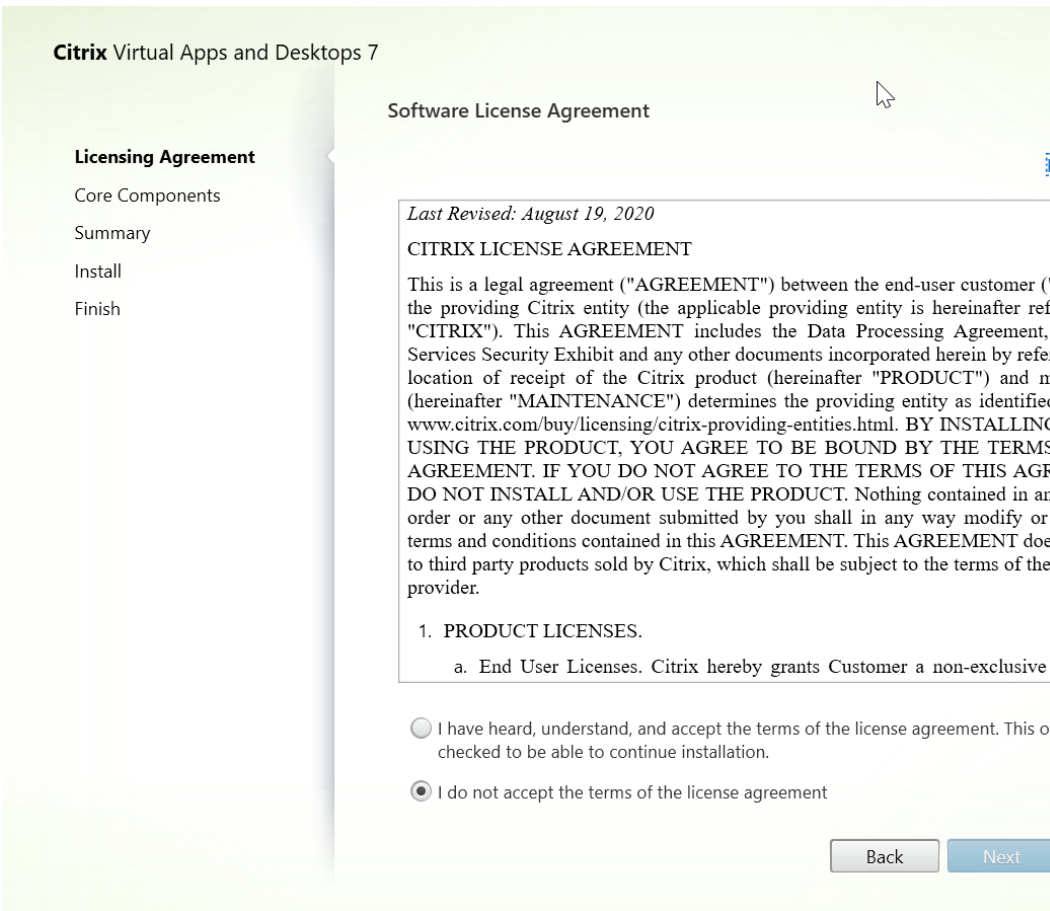 Citrix Virtual Apps and Desktops 7
Licensing Agreement
Core Components
Summary
Install
Finish
Software License Agreement
Last Revised: August 19, 2020
CITRIX LICENSE AGREEMENT
This is a legal agreement ("AGREEMENT") between the end-user customer ("
the providing Citrix entity (the applicable providing entity is hereinafter ref
"CITRIX"). This AGREEMENT includes the Data Processing Agreement,
Services Security Exhibit and any other documents incorporated herein by refe
location of receipt of the Citrix product (hereinafter "PRODUCT") and m
(hereinafter "MAINTENANCE") determines the providing entity as identified
www.citrix.com/buy/licensing/citrix-providing-entities.html. BY INSTALLING
USING THE PRODUCT, YOU AGREE TO BE BOUND BY THE TERMS
AGREEMENT. IF YOU DO NOT AGREE TO THE TERMS OF THIS AGR
DO NOT INSTALL AND/OR USE THE PRODUCT. Nothing contained in an
order or any other document submitted by you shall in any way modify or
terms and conditions contained in this AGREEMENT. This AGREEMENT doe
to third party products sold by Citrix, which shall be subject to the terms of the
provider.
1. PRODUCT LICENSES.
a. End User Licenses. Citrix hereby grants Customer a non-exclusive
I have heard, understand, and accept the terms of the license agreement. This o
checked to be able to continue installation.
I do not accept the terms of the license agreement
Back
Next